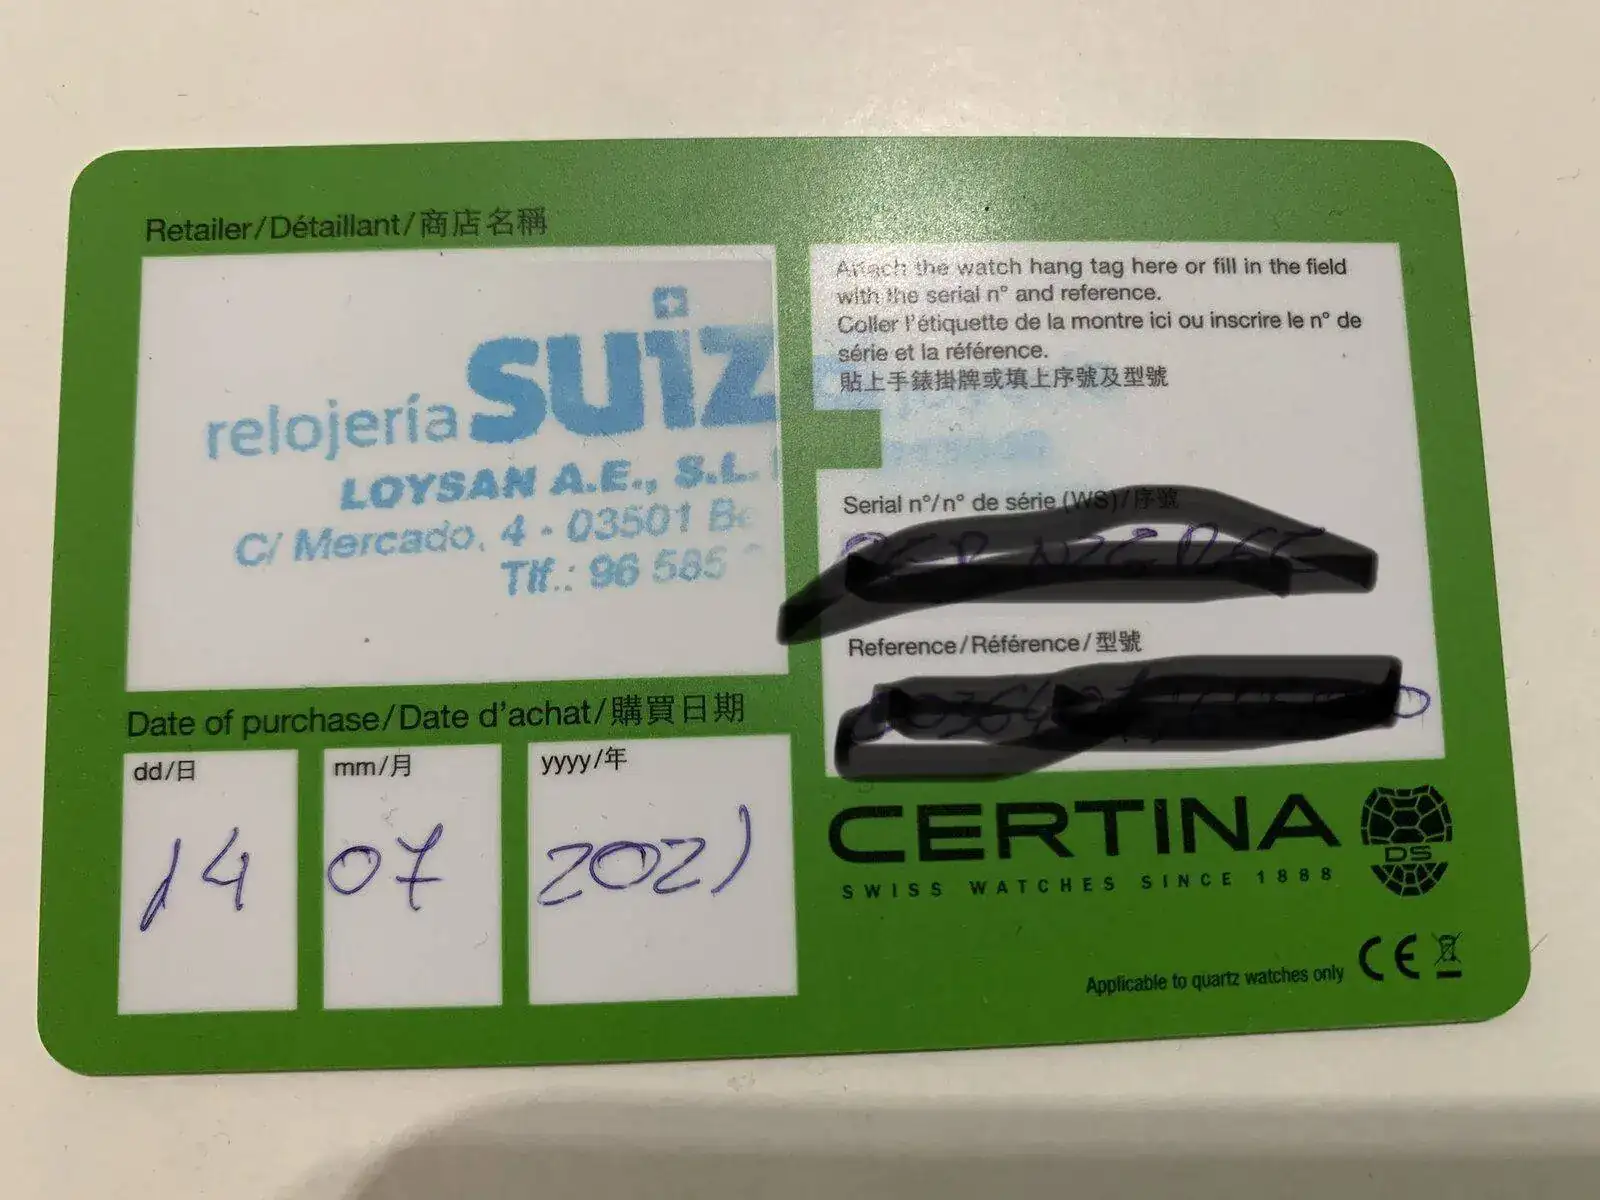 Retailer/Détaillant/商店名稱
relojería suiz
LOYSAN A.E., S.L.
C/ Mercado, 4 - 03501
Tlf.: 96 585
Date of purchase/Date d'achat/購買日期
dd/日
14
mm/月
07
yyyy/年
2021
Attach the watch hang tag here or fill in the field
with the serial n° and reference.
Coller l'étiquette de la montre ici ou inscrire le n° de
série et la référence.
貼上手錶掛牌或填上序號及型號
Serial n°/n° de série (WS)/序號
Reference/Référence/型號
CERTINA
DS
SWISS WATCHES SINCE 1888
Applicable to quartz watches only
CE